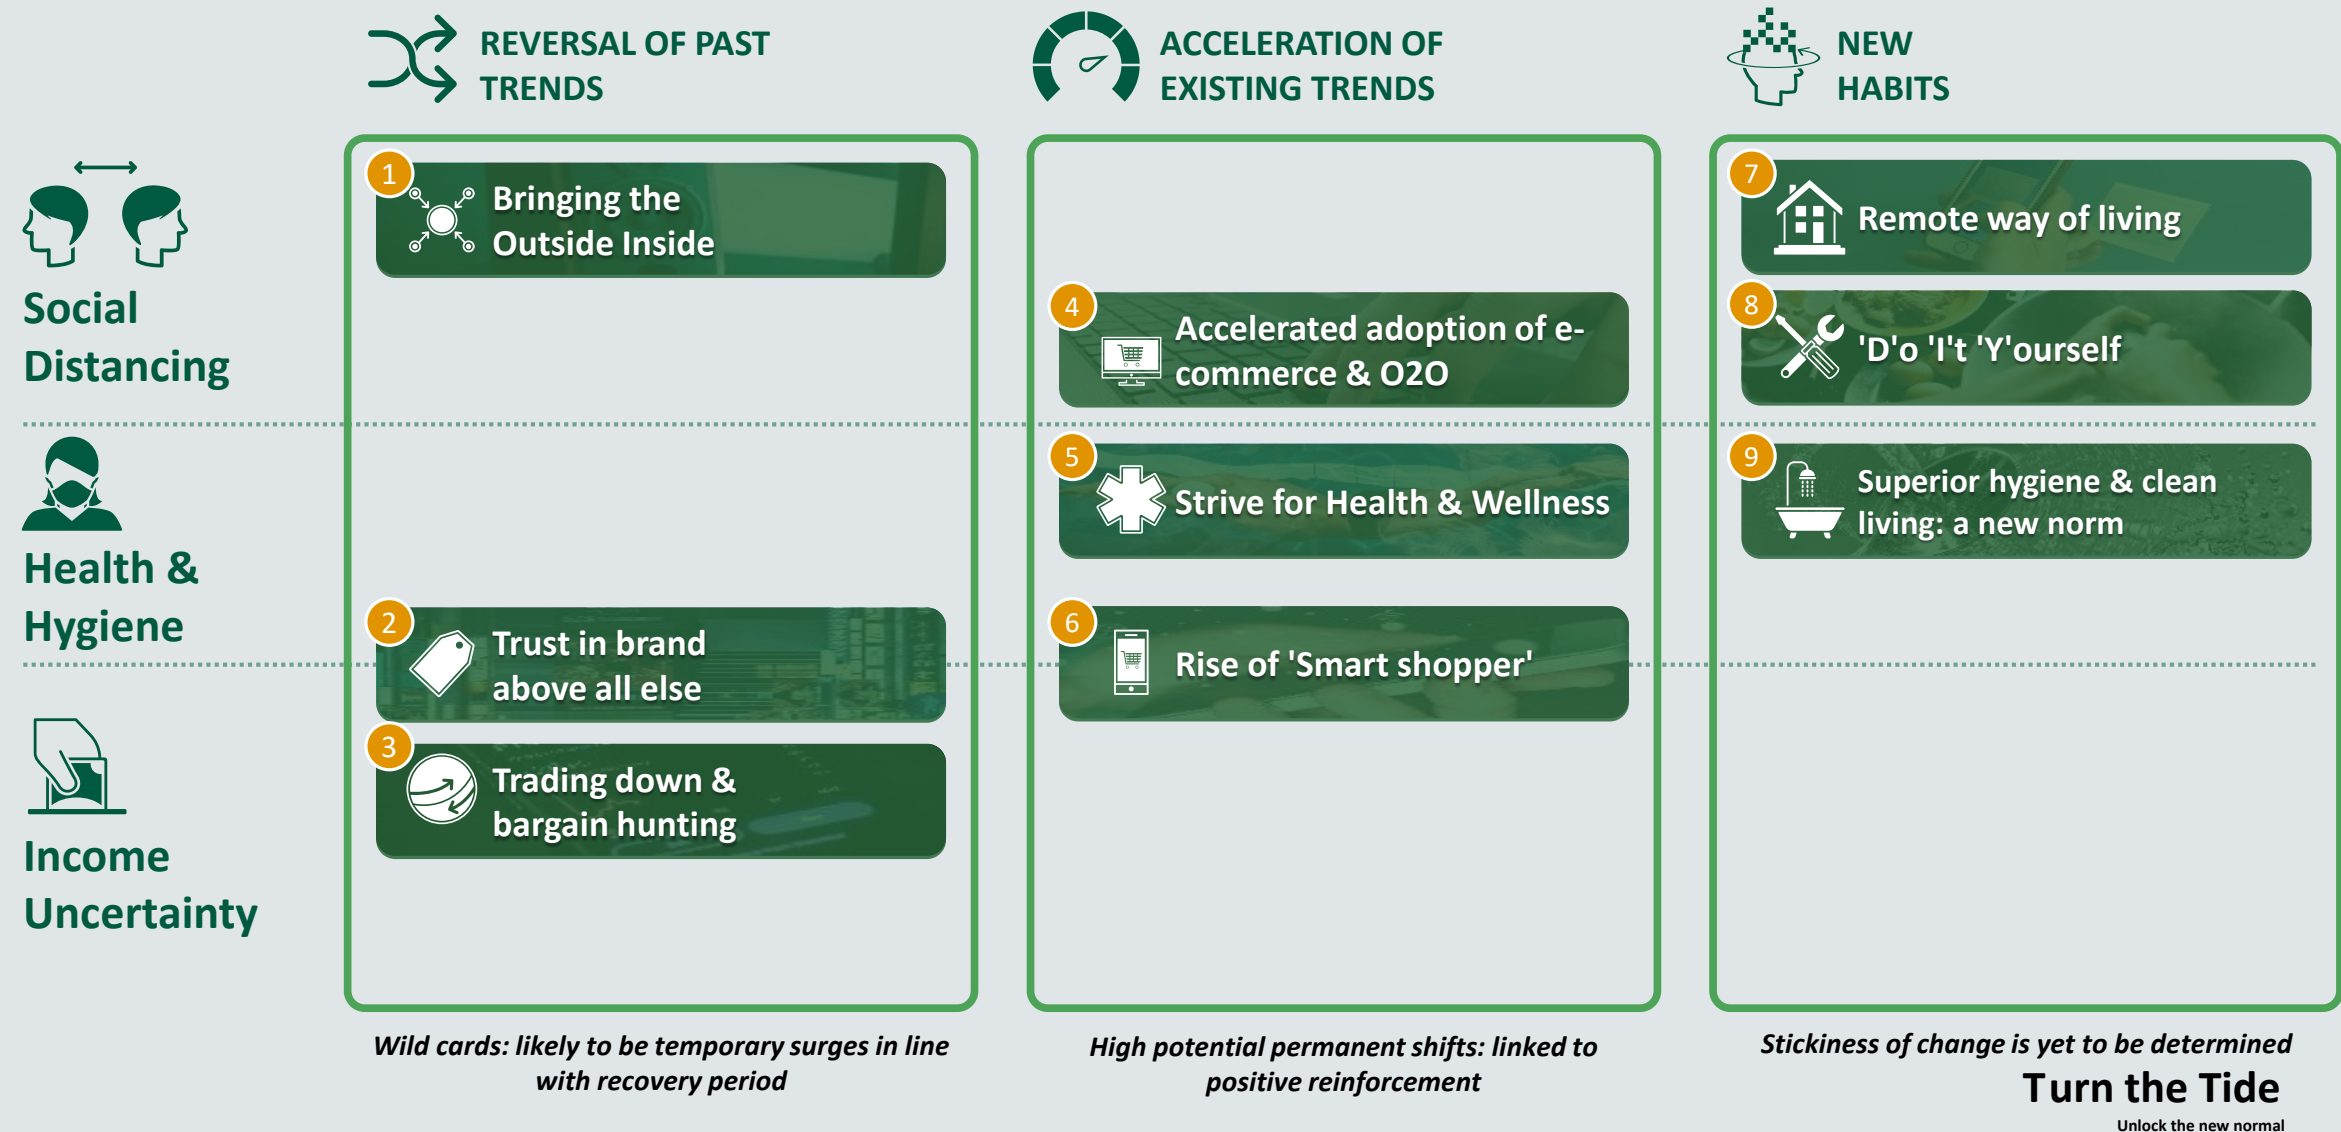 REVERSAL OF PAST
TRENDS
ACCELERATION OF
EXISTING TRENDS
NEW
HABITS
Social
Distancing
Health &
Hygiene
Income
Uncertainty
1
Bringing the
Outside Inside
2
Trust in brand
above all else
3
Trading down &
bargain hunting
4
Accelerated adoption of e-
commerce & O2O
5
Strive for Health & Wellness
6
Rise of 'Smart shopper'
7
Remote way of living
8
'D'o 'I't 'Y'ourself
9
Superior hygiene & clean
living: a new norm
Wild cards: likely to be temporary surges in line
with recovery period
High potential permanent shifts: linked to
positive reinforcement
Stickiness of change is yet to be determined
Turn the Tide
Unlock the new normal